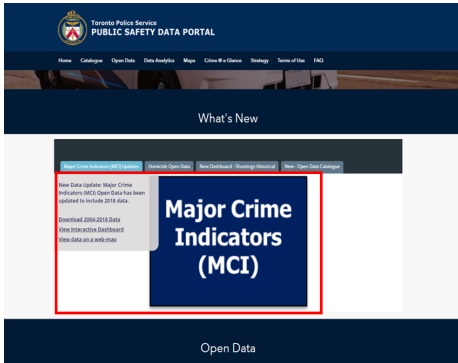 Toronto Police Service
PUBLIC SAFETY DATA PORTAL
Home Catalogue Open Data Data Analytics Maps Crime @ a Glance Strategy Terms of Use FAQ
What's New
Major Crime Indicators (MCI) Updates Homicide Open Data New Dashboard - Shootings Historical New - Open Data Catalogue
New Data Update: Major Crime
Indicators (MCI) Open Data has been
updated to include 2018 data.
Download 2004-2018 Data
View Interactive Dashboard
View data on a web-map
Major Crime
Indicators
(MCI)
Open Data